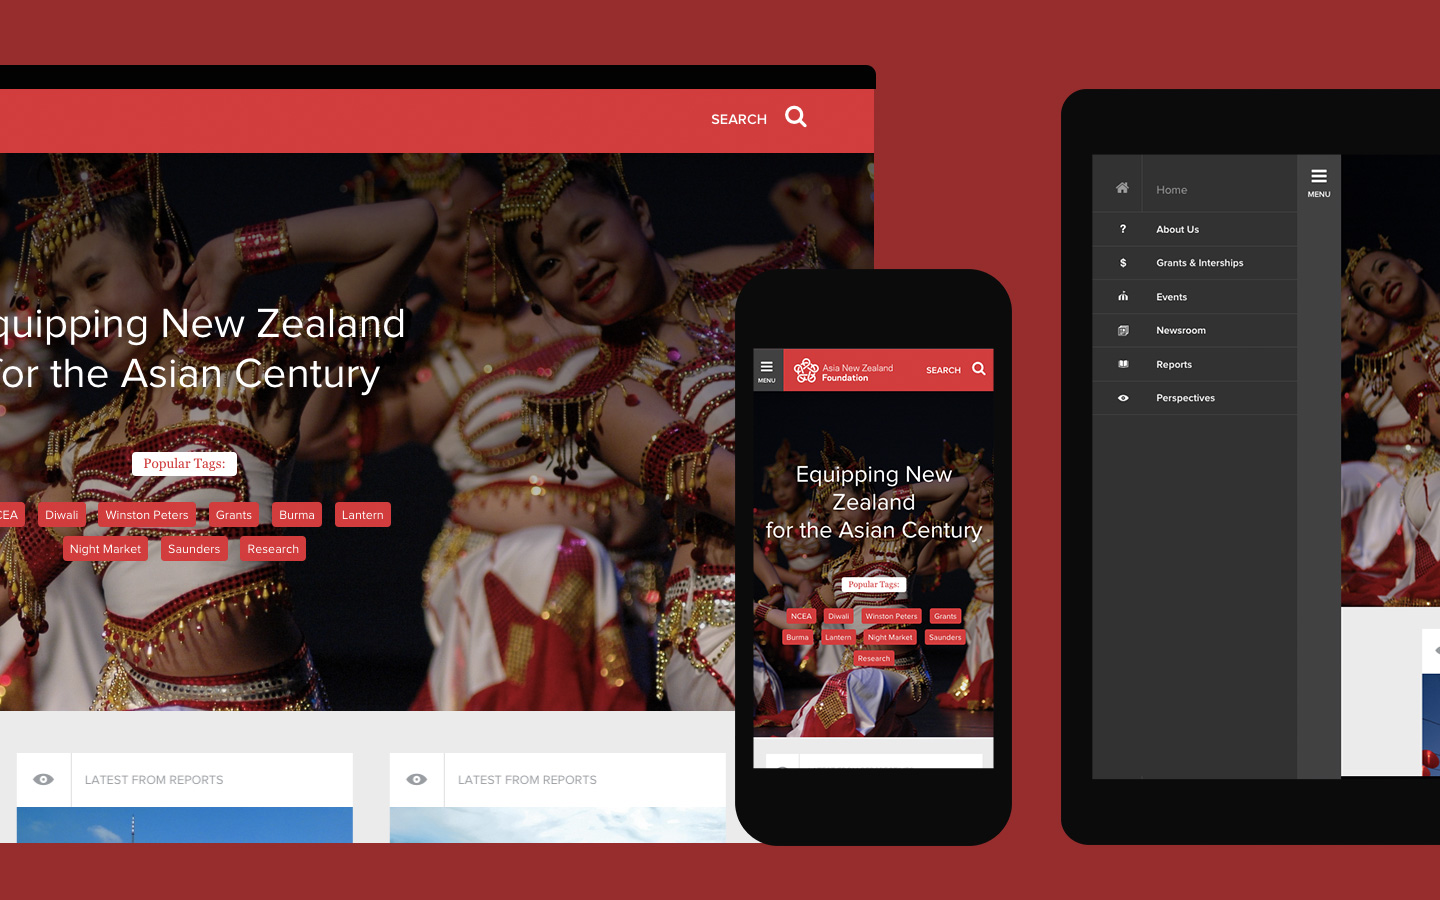 SEARCH
quipping New Zealand
or the Asian Century
Popular Tags:
CEA Diwali Winston Peters Grants Burma Lantern
Night Market Saunders Research
LATEST FROM REPORTS
LATEST FROM REPORTS
MENU
Asia New Zealand
Foundation
SEARCH
Equipping New
Zealand
for the Asian Century
Popular Tags:
NCEA Diwali Winston Peters Grants
Burma Lantern Night Market Saunders
Research
Home
MENU
About Us
Grants & Interships
Events
Newsroom
Reports
Perspectives